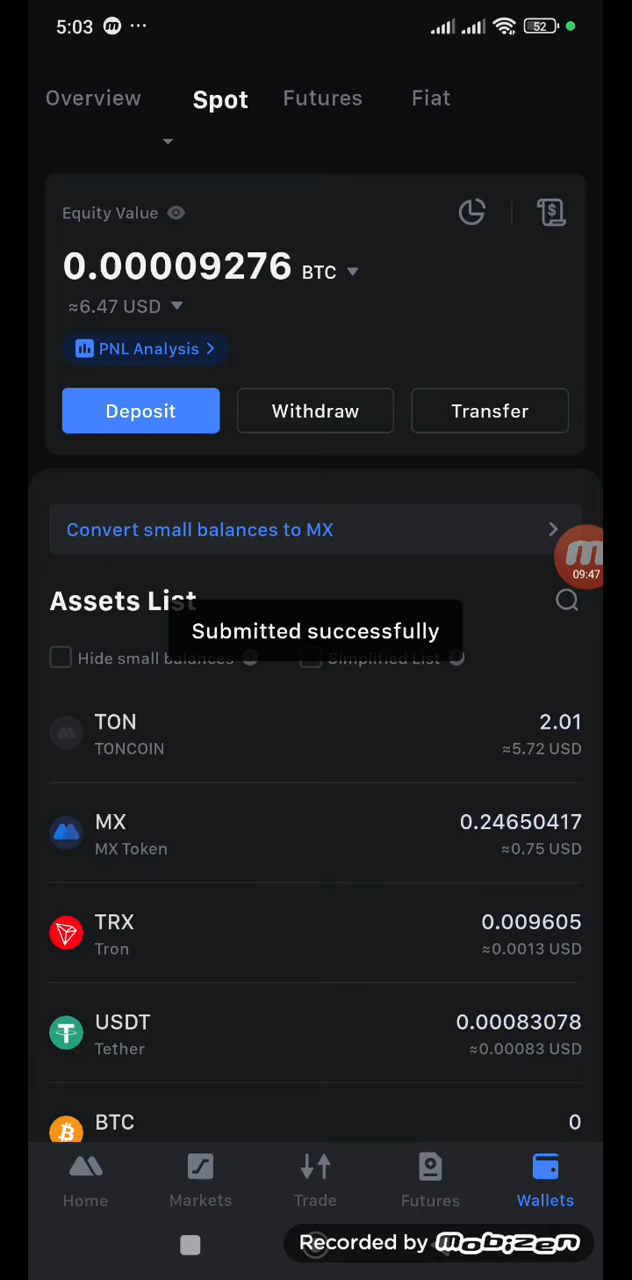 5:03
52
Overview Spot Futures Fiat
Equity Value
0.00009276 BTC
≈6.47 USD
PNL Analysis
Deposit Withdraw Transfer
Convert small balances to MX
09:47
Assets List
Submitted successfully
Hide small balances Simplified List
TON 2.01
TONCOIN ≈5.72 USD
MX 0.24650417
MX Token ≈0.75 USD
TRX 0.009605
Tron ≈0.0013 USD
USDT 0.00083078
Tether ≈0.00083 USD
BTC 0
Home Markets Trade Futures Wallets
Recorded by mobizen